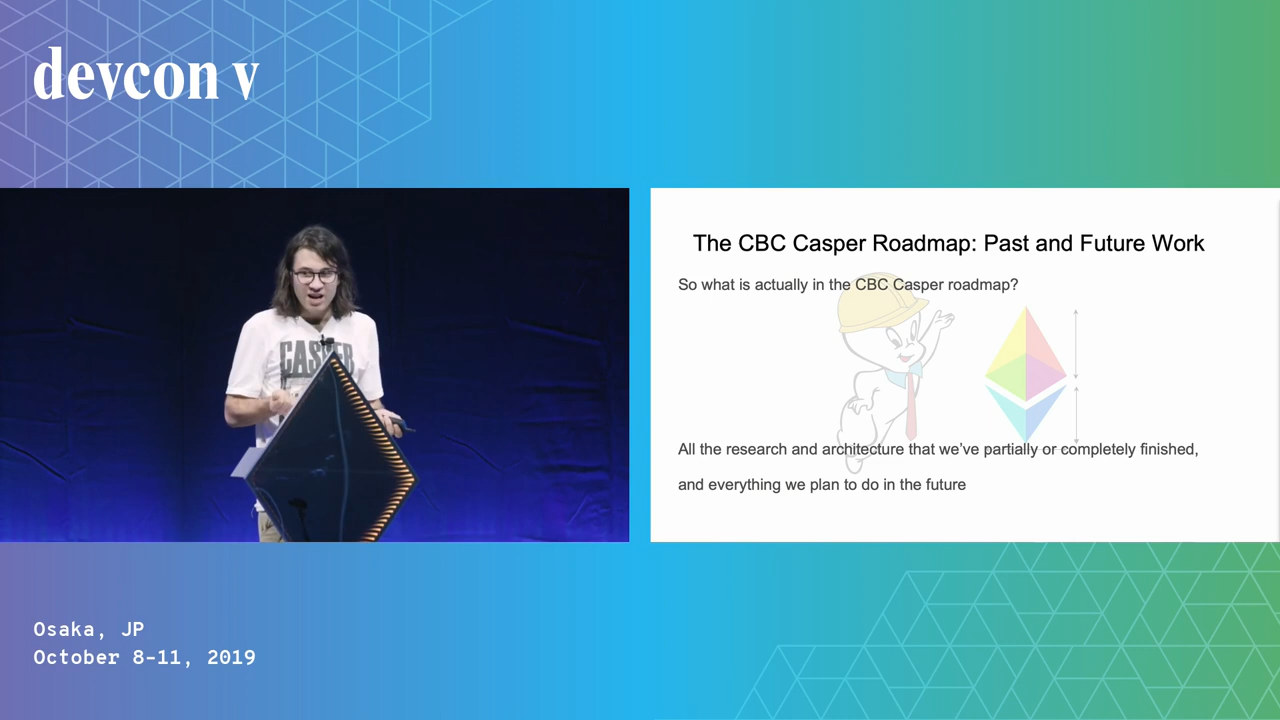 devcon v
CASPER
The CBC Casper Roadmap: Past and Future Work
So what is actually in the CBC Casper roadmap?
All the research and architecture that we've partially or completely finished,
and everything we plan to do in the future
Osaka, JP
October 8-11, 2019